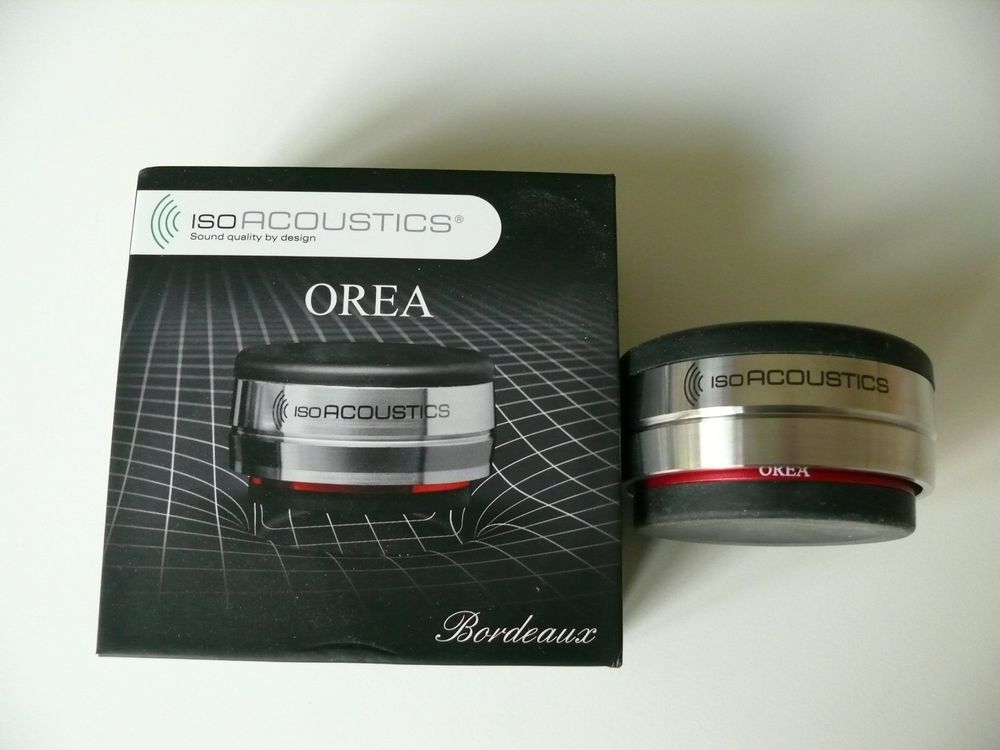 ISOACOUSTICS®
Sound quality by design
OREA
ISOACOUSTICS
Bordeaux
ISOACOUSTICS
OREA